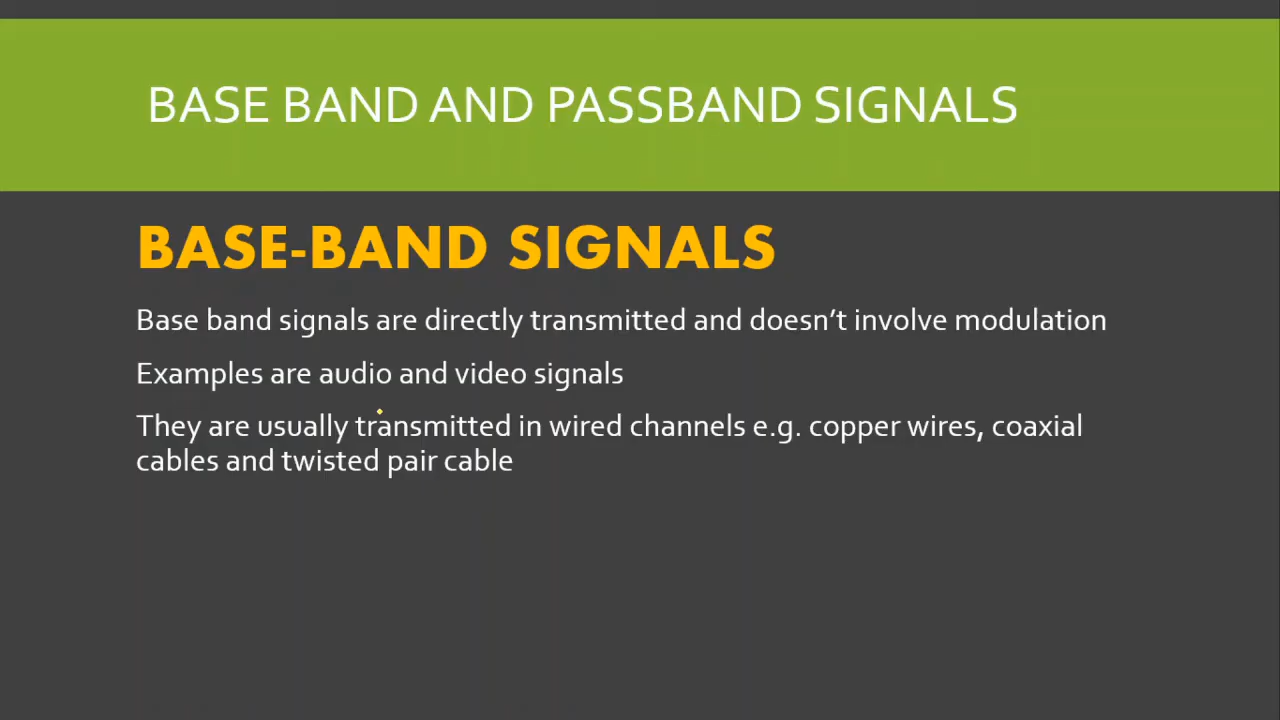 BASE BAND AND PASSBAND SIGNALS
BASE-BAND SIGNALS
Base band signals are directly transmitted and doesn’t involve modulation
Examples are audio and video signals
They are usually transmitted in wired channels e.g. copper wires, coaxial
cables and twisted pair cable